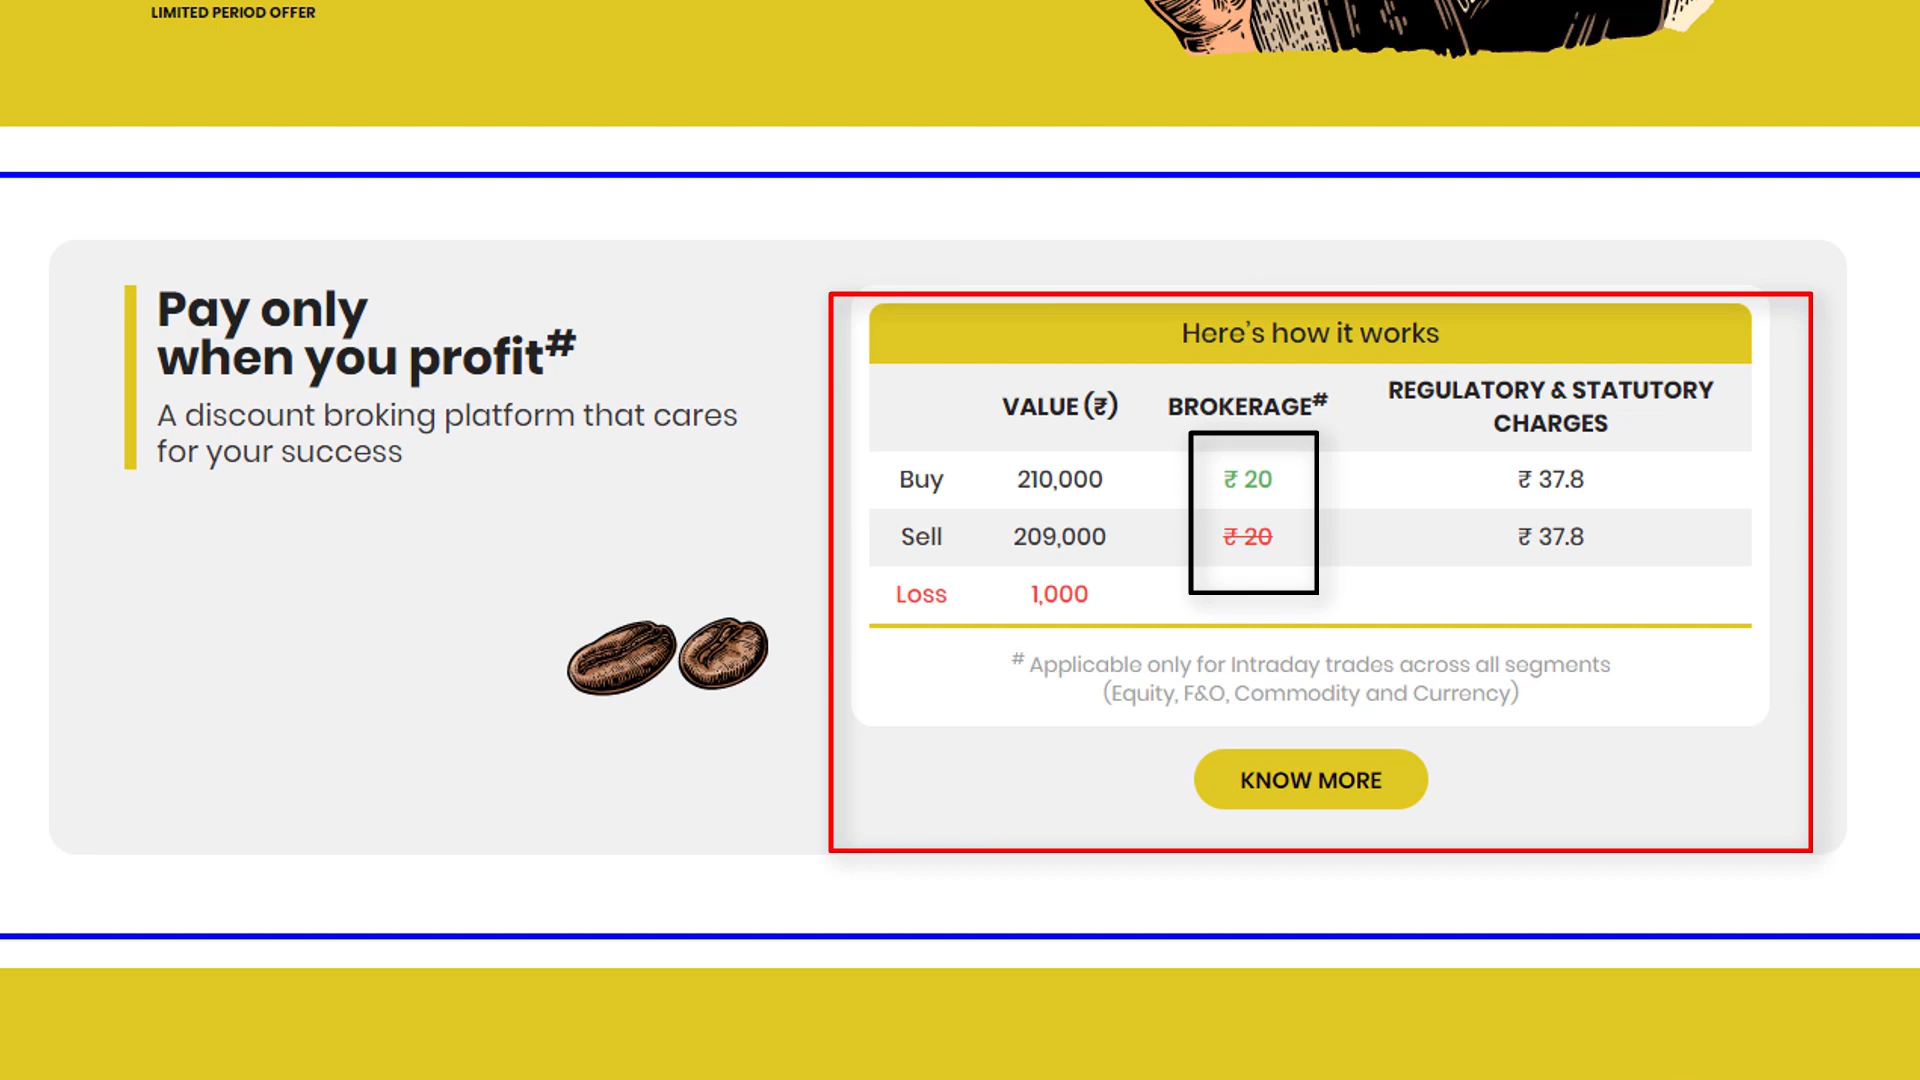 LIMITED PERIOD OFFER
Pay only
when you profit#
A discount broking platform that cares
for your success
Here's how it works
VALUE (₹) BROKERAGE# REGULATORY & STATUTORY
CHARGES
Buy 210,000 ₹ 20 ₹ 37.8
Sell 209,000 ₹ 20 ₹ 37.8
Loss 1,000
# Applicable only for Intraday trades across all segments
(Equity, F&O, Commodity and Currency)
KNOW MORE